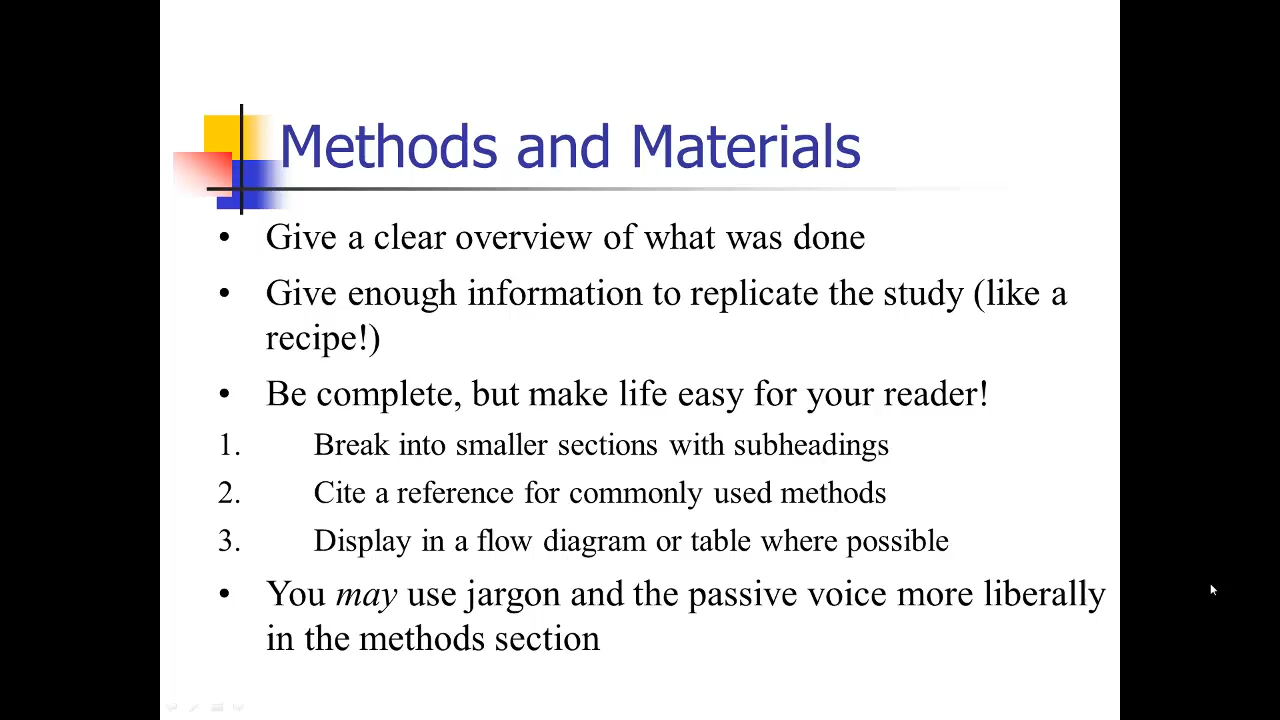 Methods and Materials
• Give a clear overview of what was done
• Give enough information to replicate the study (like a
recipe!)
• Be complete, but make life easy for your reader!
1. Break into smaller sections with subheadings
2. Cite a reference for commonly used methods
3. Display in a flow diagram or table where possible
• You may use jargon and the passive voice more liberally
in the methods section